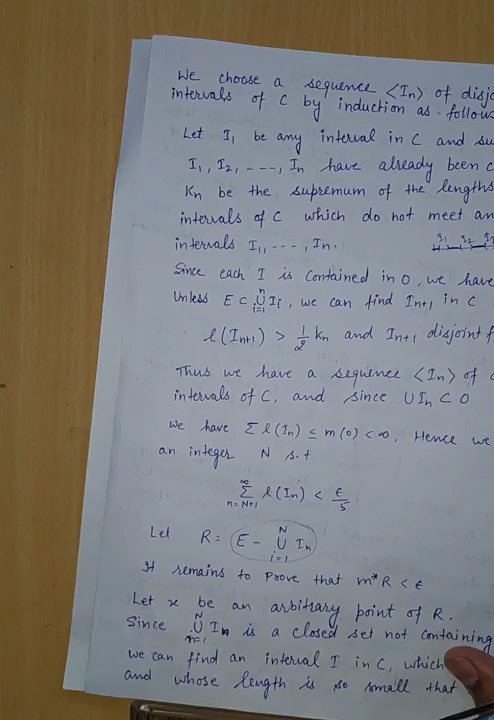 We choose a sequence <In> of disjo
intervals of C by induction as follow
Let I₁ be any interval in C and su
I₁, I₂, ---, In have already been c
Kn be the supremum of the lengths
intervals of C which do not meet an
intervals I₁, ---, In.
Since each I is contained in O, we have
Unless E ⊂ ⋃ⁿᵢ₌₁ Iᵢ, we can find In+1 in C
l(In+1) > 1/2 kn and In+1 disjoint f
Thus we have a sequence <In> of d
intervals of C, and since ∪In ⊂ O
We have Σ l(In) ≤ m(O) < ∞, Hence we
an integer N s.t
∞ Σ n=N+1 l(In) < ε/5
Let R = E - N ⋃ i=1 In
It remains to Prove that m*R < ε
Let x be an arbitrary point of R.
Since N ⋃ n=1 In is a closed set not containing
we can find an interval I in C, which
and whose length is so small that